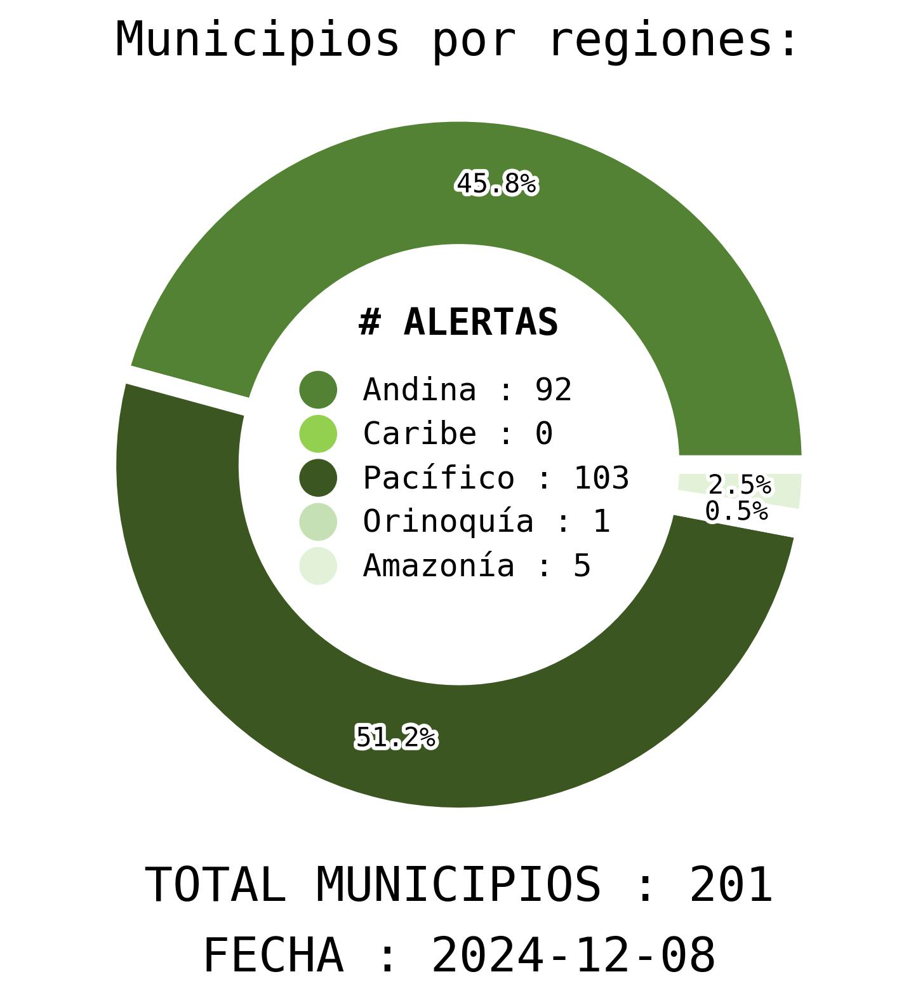 Municipios por regiones:
45.8%
# ALERTAS
Andina : 92
Caribe : 0
Pacífico : 103
Orinoquía : 1
Amazonía : 5
2.5%
0.5%
51.2%
TOTAL MUNICIPIOS : 201
FECHA : 2024-12-08